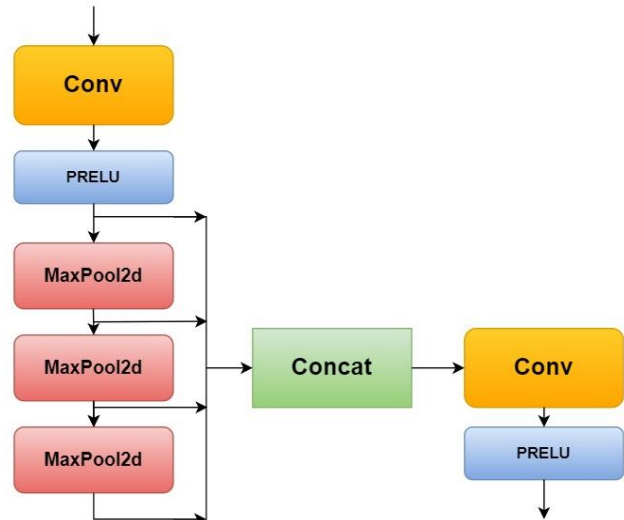 Conv
PRELU
MaxPool2d
MaxPool2d
MaxPool2d
Concat
Conv
PRELU